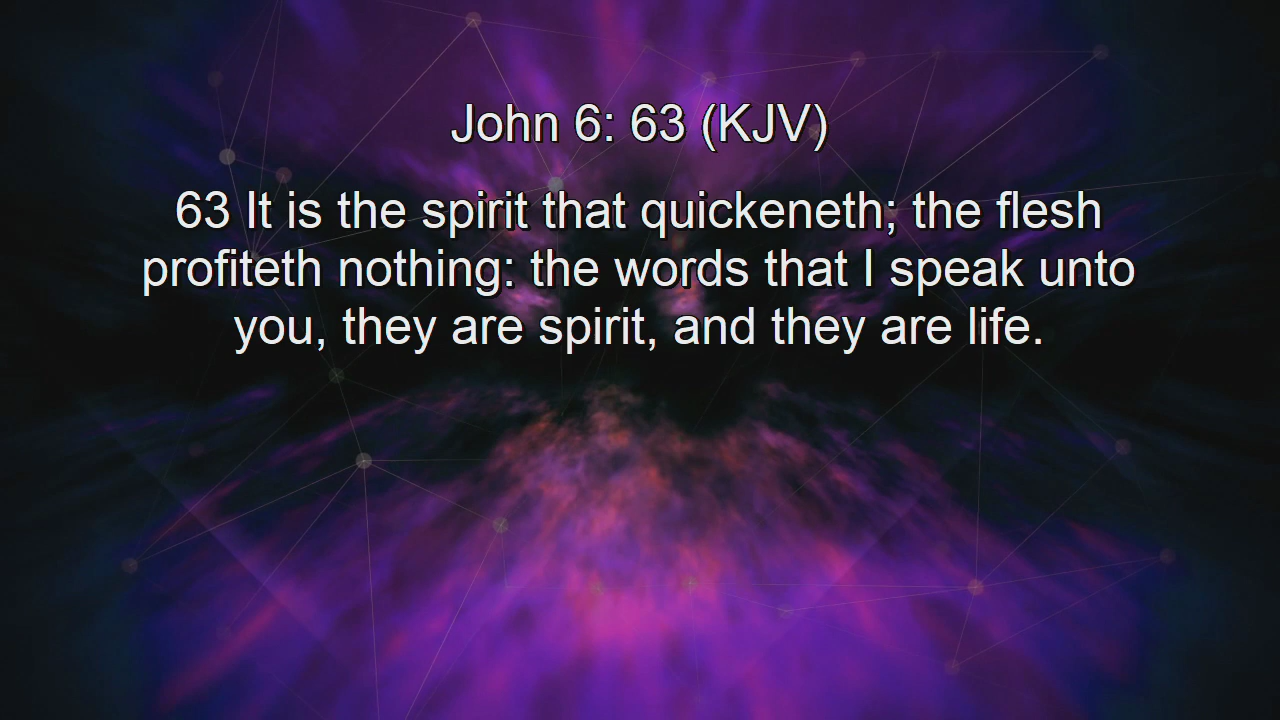 John 6: 63 (KJV)
63 It is the spirit that quickeneth; the flesh
profiteth nothing: the words that I speak unto
you, they are spirit, and they are life.